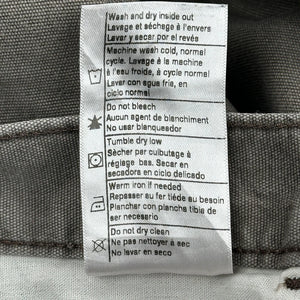 Wash and dry inside out
Lavage et séchage à l'envers
Lavar y secar por el revés
Machine wash cold, normal
cycle. Lavage à la machine
à l'eau froide, à cycle normal
Lavar con agua fria, en
ciclo normal
Do not bleach
Aucun agent de blanchiment
No usar blanqueador
Tumble dry low
Sècher par culbutage à
réglage bas. Secar en
secadora en ciclo delicado
Warm iron if needed
Repasser au fer tiéde au besoin
Planchar con plancha tibia de
ser necesario
Do not dry clean
Ne pas nettoyer à sec
No lavar en seco